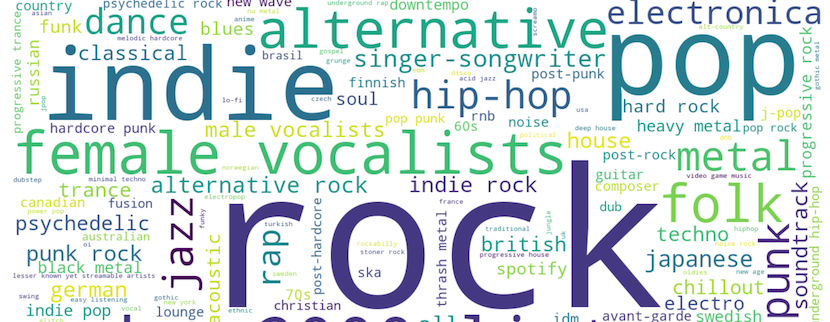 country
psychedelic rock
new wave
underground rap
downtempo
electronica
asian
nu metal
anime
dance
funk
blues
alternative
screamo
alt-country
melodic hardcore
classical
brasil
gospel
grunge
singer-songwriter
pop
progressive trance
russian
jpop
indie
lo-fi
czech
finnish
soul
acid jazz
post-punk
hip-hop
usa
hard rock
j-pop
progressive rock
gothic metal
hardcore punk
male vocalists
pop punk
60s
rnb
noise
political
deep house
house
heavy metal
pop rock
female vocalists
norwegian
post-rock
metal
dubstep
minimal techno
trance
alternative rock
electropop
indie rock
guitar
composer
video game music
folk
canadian
power pop
fusion
jazz
funky
rock
france
traditional
jungle
dub
psychedelic
australian
oi
punk rock
black metal
lesser known yet streamable artists
german
easy listening
swing
gothic
new york
indie pop
vocal
lounge
acoustic
rap
turkish
sweden
post-hardcore
rockabilly
stoner rock
ska
70s
christian
ethnic
thrash metal
british
uk
progressive house
spotify
techno
hiphop
noise rock
japanese
oldies
new age
chillout
electro
punk
soundtrack
underground hip-hop
idm
avant-garde
swedish